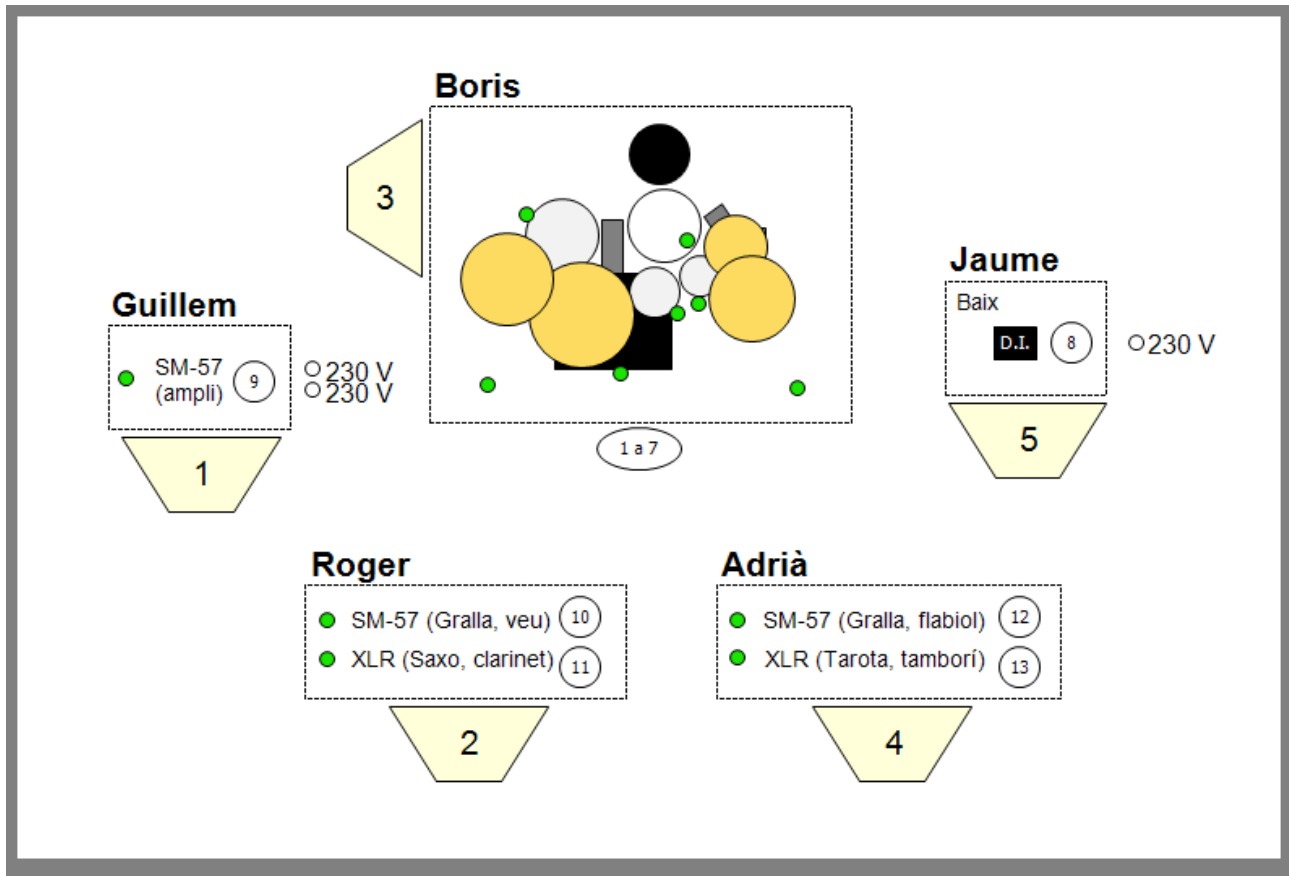 Boris
3
Guillem
SM-57
(ampli)
9
230 V
230 V
1
1 a 7
Jaume
Baix
D.I.
8
230 V
5
Roger
SM-57 (Gralla, veu)
10
XLR (Saxo, clarinet)
11
2
Adrià
SM-57 (Gralla, flabiol)
12
XLR (Tarota, tamborí)
13
4